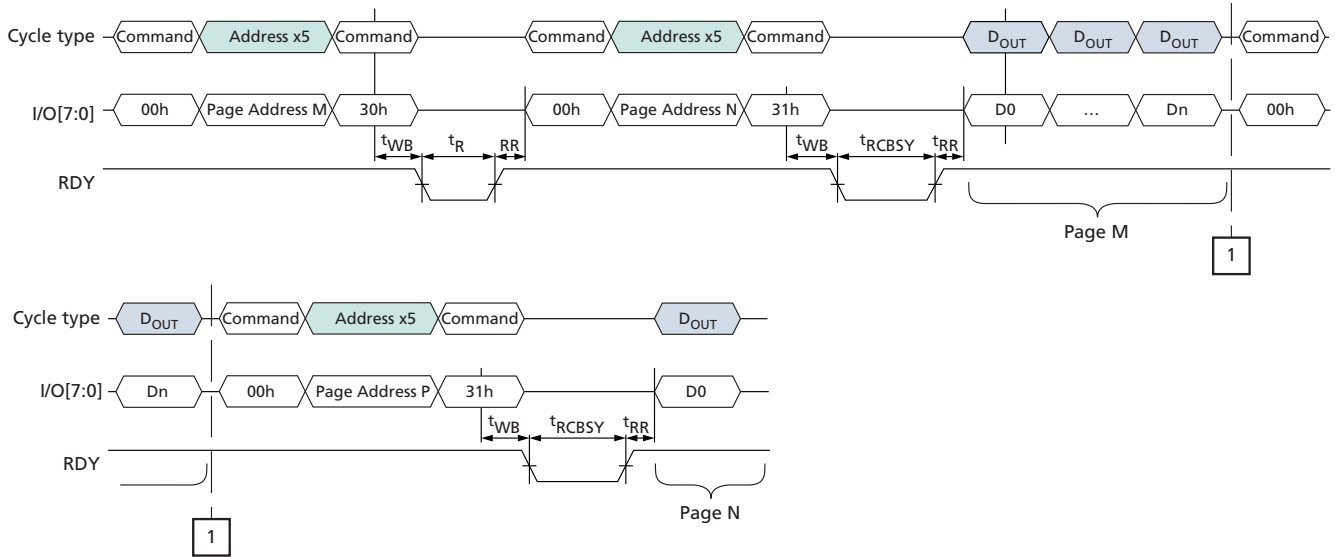 Cycle type Command Address x5 Command Command Address x5 Command DOUT DOUT DOUT Command
I/O[7:0] 00h Page Address M 30h 00h Page Address N 31h D0 ... Dn 00h
tWB tR RR tWB tRCBSY tRR
RDY
Page M
1
Cycle type DOUT Command Address x5 Command DOUT
I/O[7:0] Dn 00h Page Address P 31h D0
tWB tRCBSY tRR
RDY
Page N
1